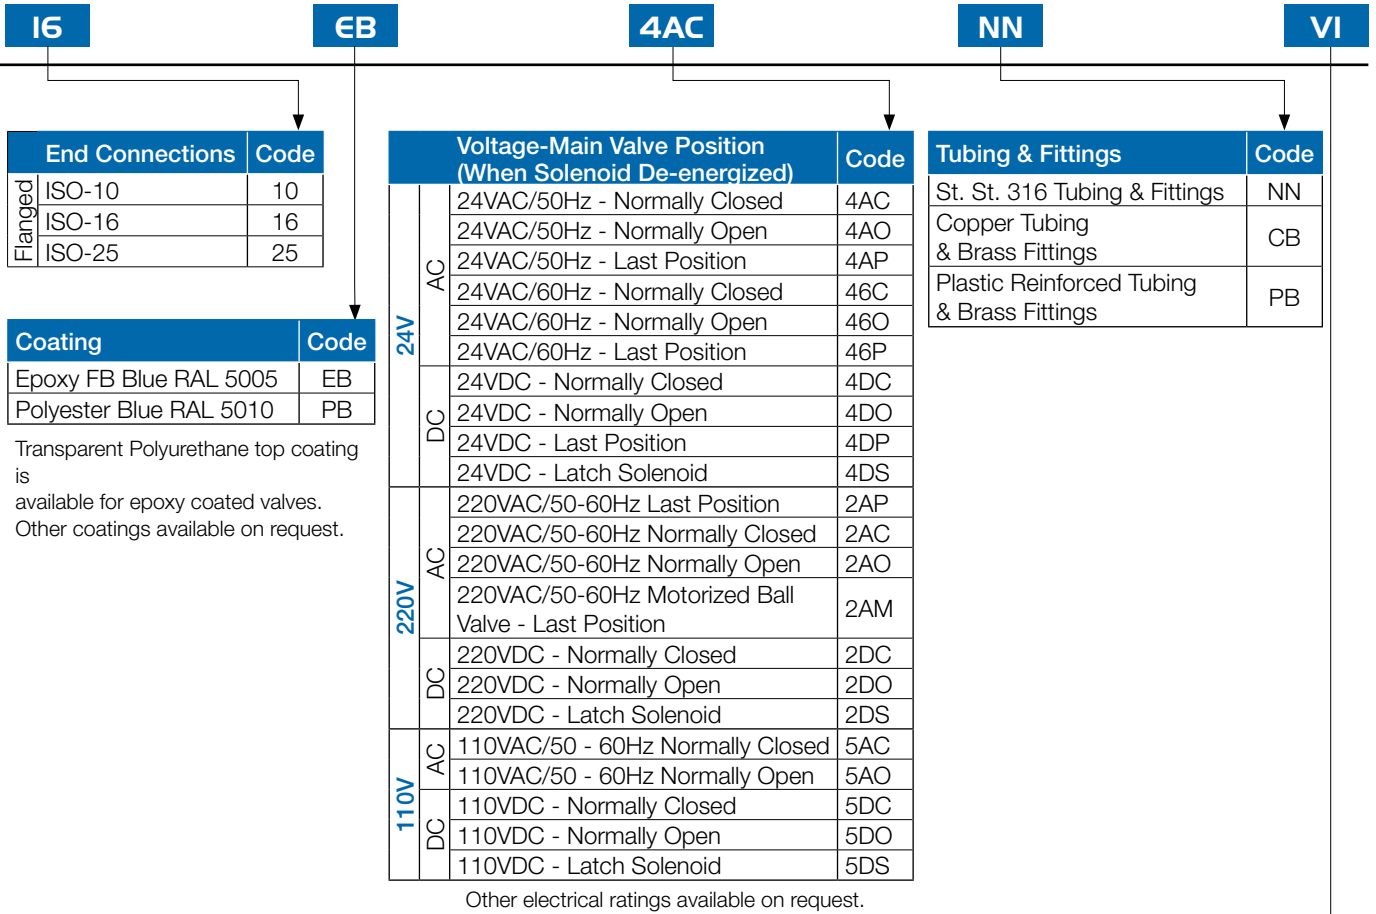 16 EB 4AC NN VI
End Connections Code
Flanged
ISO-10 10
ISO-16 16
ISO-25 25
Coating Code
Epoxy FB Blue RAL 5005 EB
Polyester Blue RAL 5010 PB
Transparent Polyurethane top coating
is
available for epoxy coated valves.
Other coatings available on request.
Voltage-Main Valve Position
(When Solenoid De-energized) Code
24V
AC
24VAC/50Hz - Normally Closed 4AC
24VAC/50Hz - Normally Open 4AO
24VAC/50Hz - Last Position 4AP
24VAC/60Hz - Normally Closed 46C
24VAC/60Hz - Normally Open 46O
24VAC/60Hz - Last Position 46P
DC
24VDC - Normally Closed 4DC
24VDC - Normally Open 4DO
24VDC - Last Position 4DP
24VDC - Latch Solenoid 4DS
220V
AC
220VAC/50-60Hz Last Position 2AP
220VAC/50-60Hz Normally Closed 2AC
220VAC/50-60Hz Normally Open 2AO
220VAC/50-60Hz Motorized Ball
Valve - Last Position 2AM
DC
220VDC - Normally Closed 2DC
220VDC - Normally Open 2DO
220VDC - Latch Solenoid 2DS
110V
AC
110VAC/50 - 60Hz Normally Closed 5AC
110VAC/50 - 60Hz Normally Open 5AO
DC
110VDC - Normally Closed 5DC
110VDC - Normally Open 5DO
110VDC - Latch Solenoid 5DS
Other electrical ratings available on request.
Tubing & Fittings Code
St. St. 316 Tubing & Fittings NN
Copper Tubing
& Brass Fittings CB
Plastic Reinforced Tubing
& Brass Fittings PB